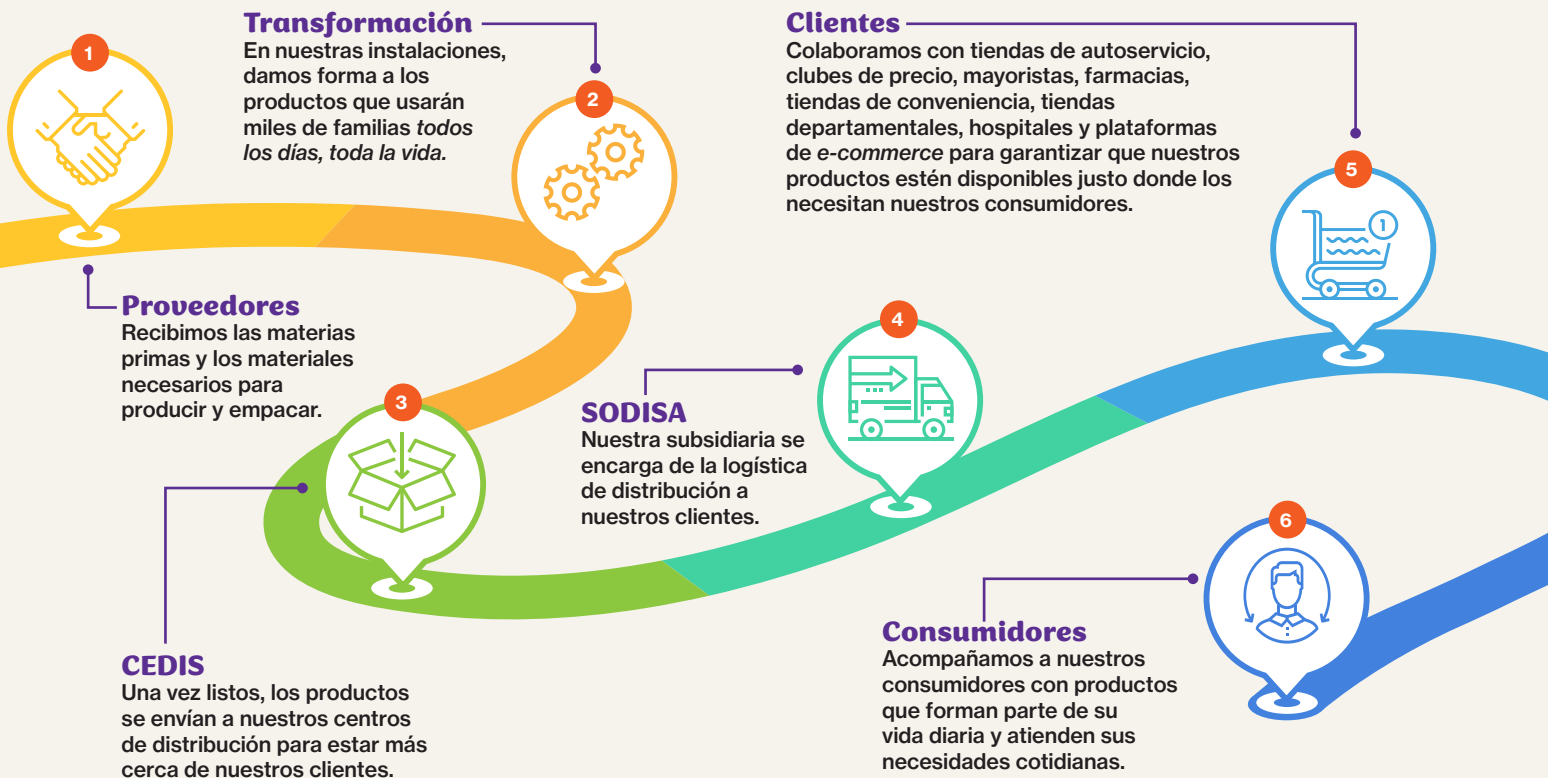 1
Proveedores
Recibimos las materias
primas y los materiales
necesarios para
producir y empacar.
2
Transformación
En nuestras instalaciones,
damos forma a los
productos que usarán
miles de familias todos
los días, toda la vida.
3
CEDIS
Una vez listos, los productos
se envían a nuestros centros
de distribución para estar más
cerca de nuestros clientes.
4
SODISA
Nuestra subsidiaria se
encarga de la logística
de distribución a
nuestros clientes.
5
1
Clientes
Colaboramos con tiendas de autoservicio,
clubes de precio, mayoristas, farmacias,
tiendas de conveniencia, tiendas
departamentales, hospitales y plataformas
de e-commerce para garantizar que nuestros
productos estén disponibles justo donde los
necesitan nuestros consumidores.
6
Consumidores
Acompañamos a nuestros
consumidores con productos
que forman parte de su
vida diaria y atienden sus
necesidades cotidianas.